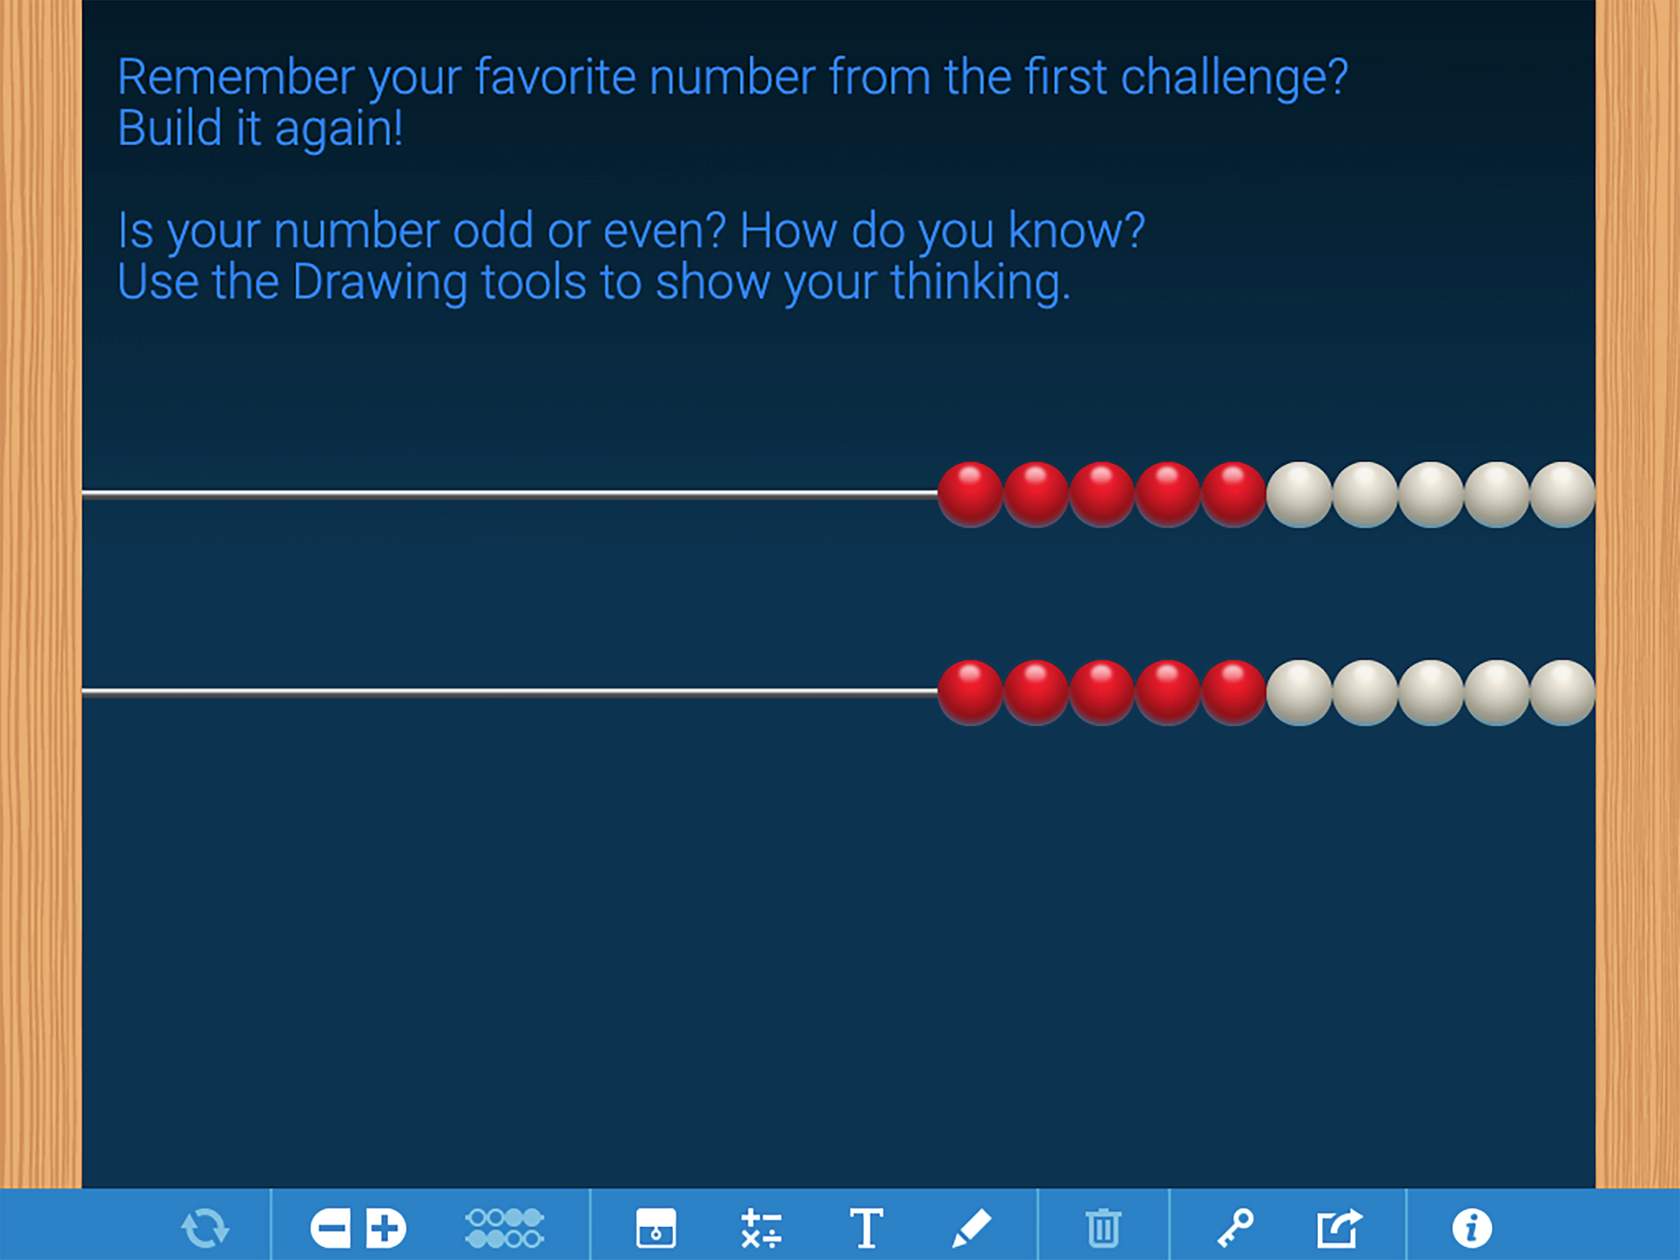 Remember your favorite number from the first challenge?
Build it again!
Is your number odd or even? How do you know?
Use the Drawing tools to show your thinking.
T